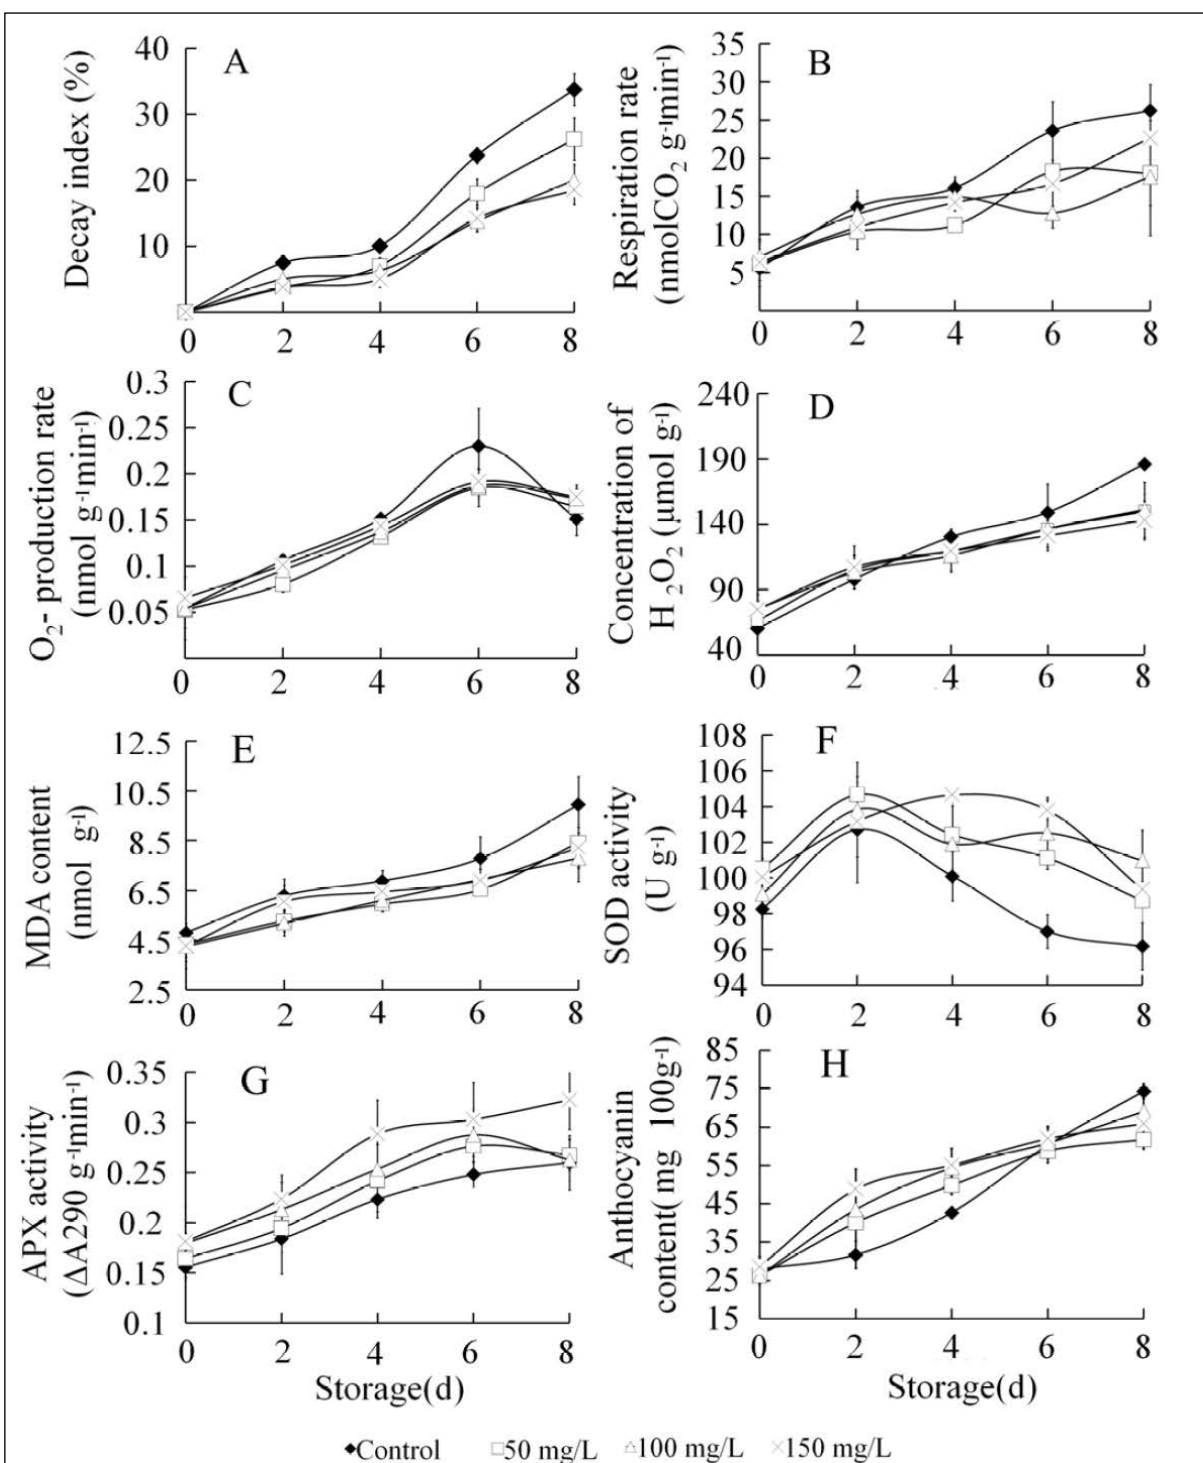 A
Decay index (%)
40
30
20
10
0 2 4 6 8
B
Respiration rate
(nmolCO₂ g⁻¹min⁻¹)
35
30
25
20
15
10
5
0 2 4 6 8
C
O₂- production rate
(nmol g⁻¹min⁻¹)
0.3
0.25
0.2
0.15
0.1
0.05
0 2 4 6 8
D
Concentration of
H₂O₂ (μmol g⁻¹)
240
190
140
90
40
0 2 4 6 8
E
MDA content
(nmol g⁻¹)
12.5
10.5
8.5
6.5
4.5
2.5
0 2 4 6 8
F
SOD activity
(U g⁻¹)
108
106
104
102
100
98
96
94
0 2 4 6 8
G
APX activity
(ΔA290 g⁻¹min⁻¹)
0.35
0.3
0.25
0.2
0.15
0.1
0 2 4 6 8
Storage(d)
H
Anthocyanin
content( mg 100g⁻¹)
85
75
65
55
45
35
25
15
0 2 4 6 8
Storage(d)
Control 50 mg/L 100 mg/L 150 mg/L